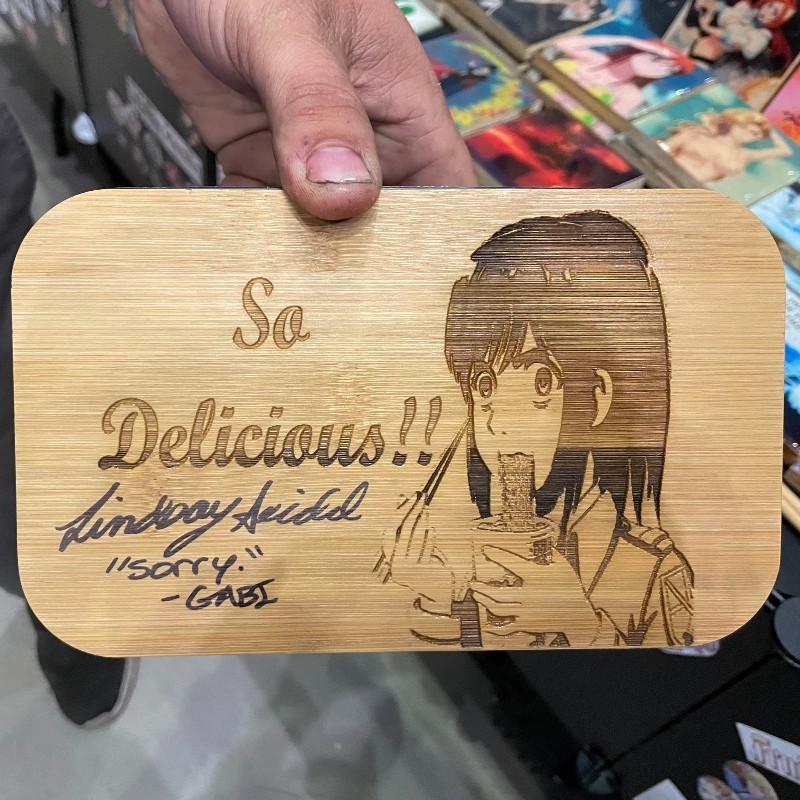 So
Delicious!!
Lindsay Seidel
"sorry."
-GABI